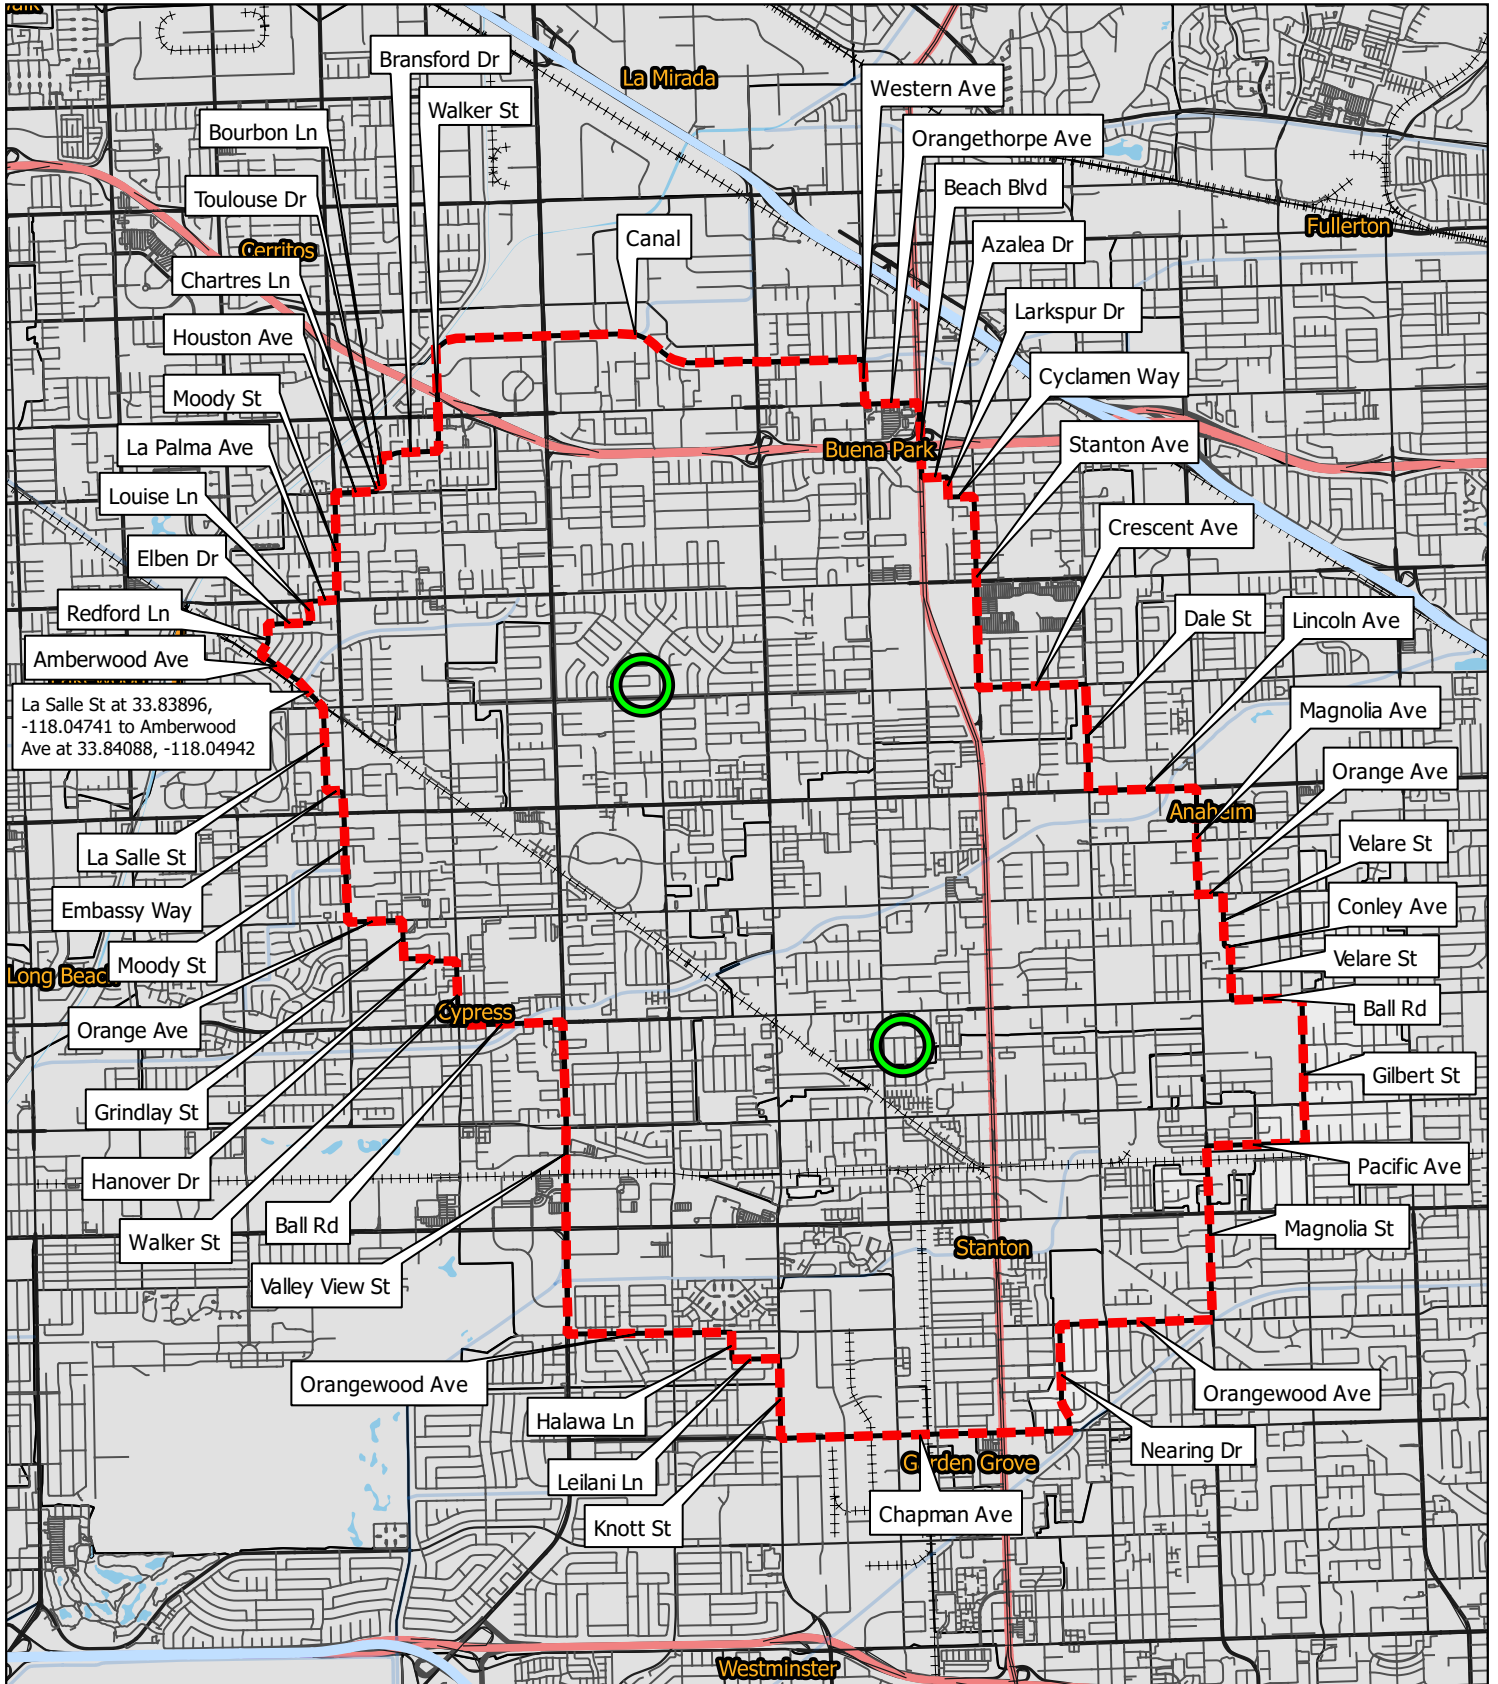 Bransford Dr
La Mirada
Walker St
Western Ave
Bourbon Ln
Orangethorpe Ave
Toulouse Dr
Beach Blvd
Canal
Fullerton
Cerritos
Azalea Dr
Chartres Ln
Larkspur Dr
Houston Ave
Cyclamen Way
Moody St
Stanton Ave
La Palma Ave
Buena Park
Louise Ln
Crescent Ave
Elben Dr
Redford Ln
Dale St
Lincoln Ave
Amberwood Ave
La Salle St at 33.83896,
-118.04741 to Amberwood
Ave at 33.84088, -118.04942
Magnolia Ave
Orange Ave
Anaheim
La Salle St
Velare St
Embassy Way
Conley Ave
Moody St
Velare St
Long Beach
Ball Rd
Cypress
Orange Ave
Gilbert St
Grindlay St
Pacific Ave
Hanover Dr
Ball Rd
Magnolia St
Walker St
Stanton
Valley View St
Orangewood Ave
Orangewood Ave
Halawa Ln
Nearing Dr
Garden Grove
Leilani Ln
Chapman Ave
Knott St
Westminster